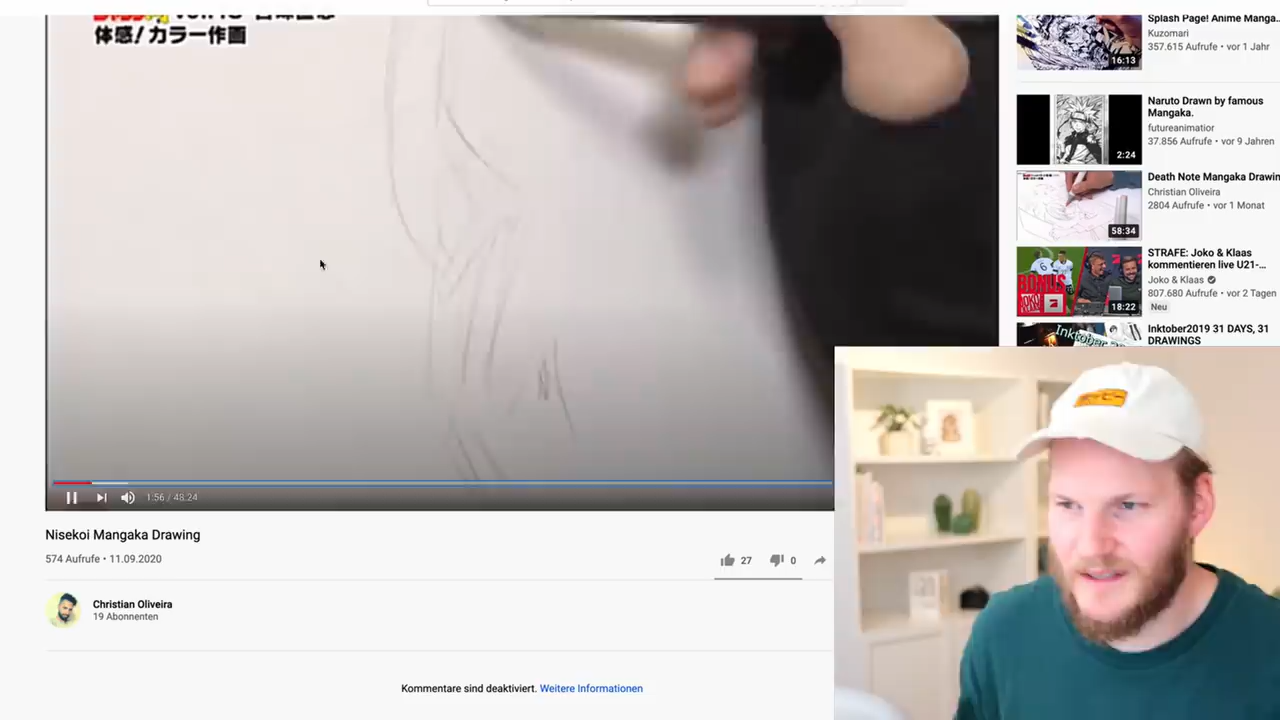 体感！カラー作画
1:56 / 48:24
Nisekoi Mangaka Drawing
574 Aufrufe • 11.09.2020
27
0
Christian Oliveira
19 Abonnenten
Kommentare sind deaktiviert. Weitere Informationen
Splash Page! Anime Manga...
Kuzomari
357.615 Aufrufe • vor 1 Jahr
16:13
Naruto Drawn by famous
Mangaka.
futureanimatior
37.856 Aufrufe • vor 9 Jahren
2:24
Death Note Mangaka Drawin
Christian Oliveira
2804 Aufrufe • vor 1 Monat
58:34
STRAFE: Joko & Klaas
kommentieren live U21-...
Joko & Klaas
807.680 Aufrufe • vor 2 Tagen
Neu
BONUS
18:22
Inktober2019 31 DAYS, 31
DRAWINGS
Inktober